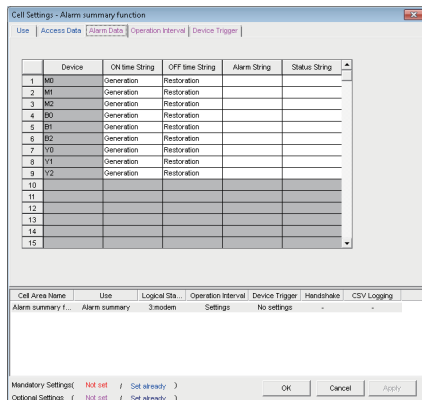 Cell Settings - Alarm summary function
Use | Access Data | Alarm Data | Operation Interval | Device Trigger |
Device ON time String OFF time String Alarm String Status String
1 M0 Generation Restoration
2 M1 Generation Restoration
3 M2 Generation Restoration
4 B0 Generation Restoration
5 B1 Generation Restoration
6 B2 Generation Restoration
7 Y0 Generation Restoration
8 Y1 Generation Restoration
9 Y2 Generation Restoration
10
11
12
13
14
15
Cell Area Name Use Logical Sta... Operation Interval Device Trigger Handshake CSV Logging
Alarm summary f... Alarm summary 3:modem Settings No settings - -
Mandatory Settings( Not set / Set already )
OK Cancel Apply
Optional Settings ( Not set / Set already )